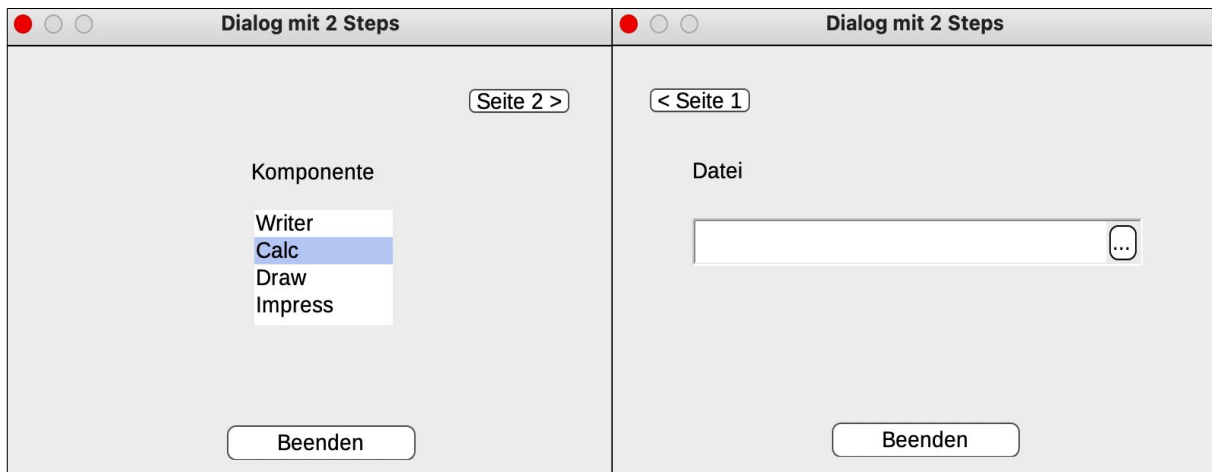 Dialog mit 2 Steps
Seite 2 >
Komponente
Writer
Calc
Draw
Impress
Beenden
Dialog mit 2 Steps
< Seite 1
Datei
...
Beenden